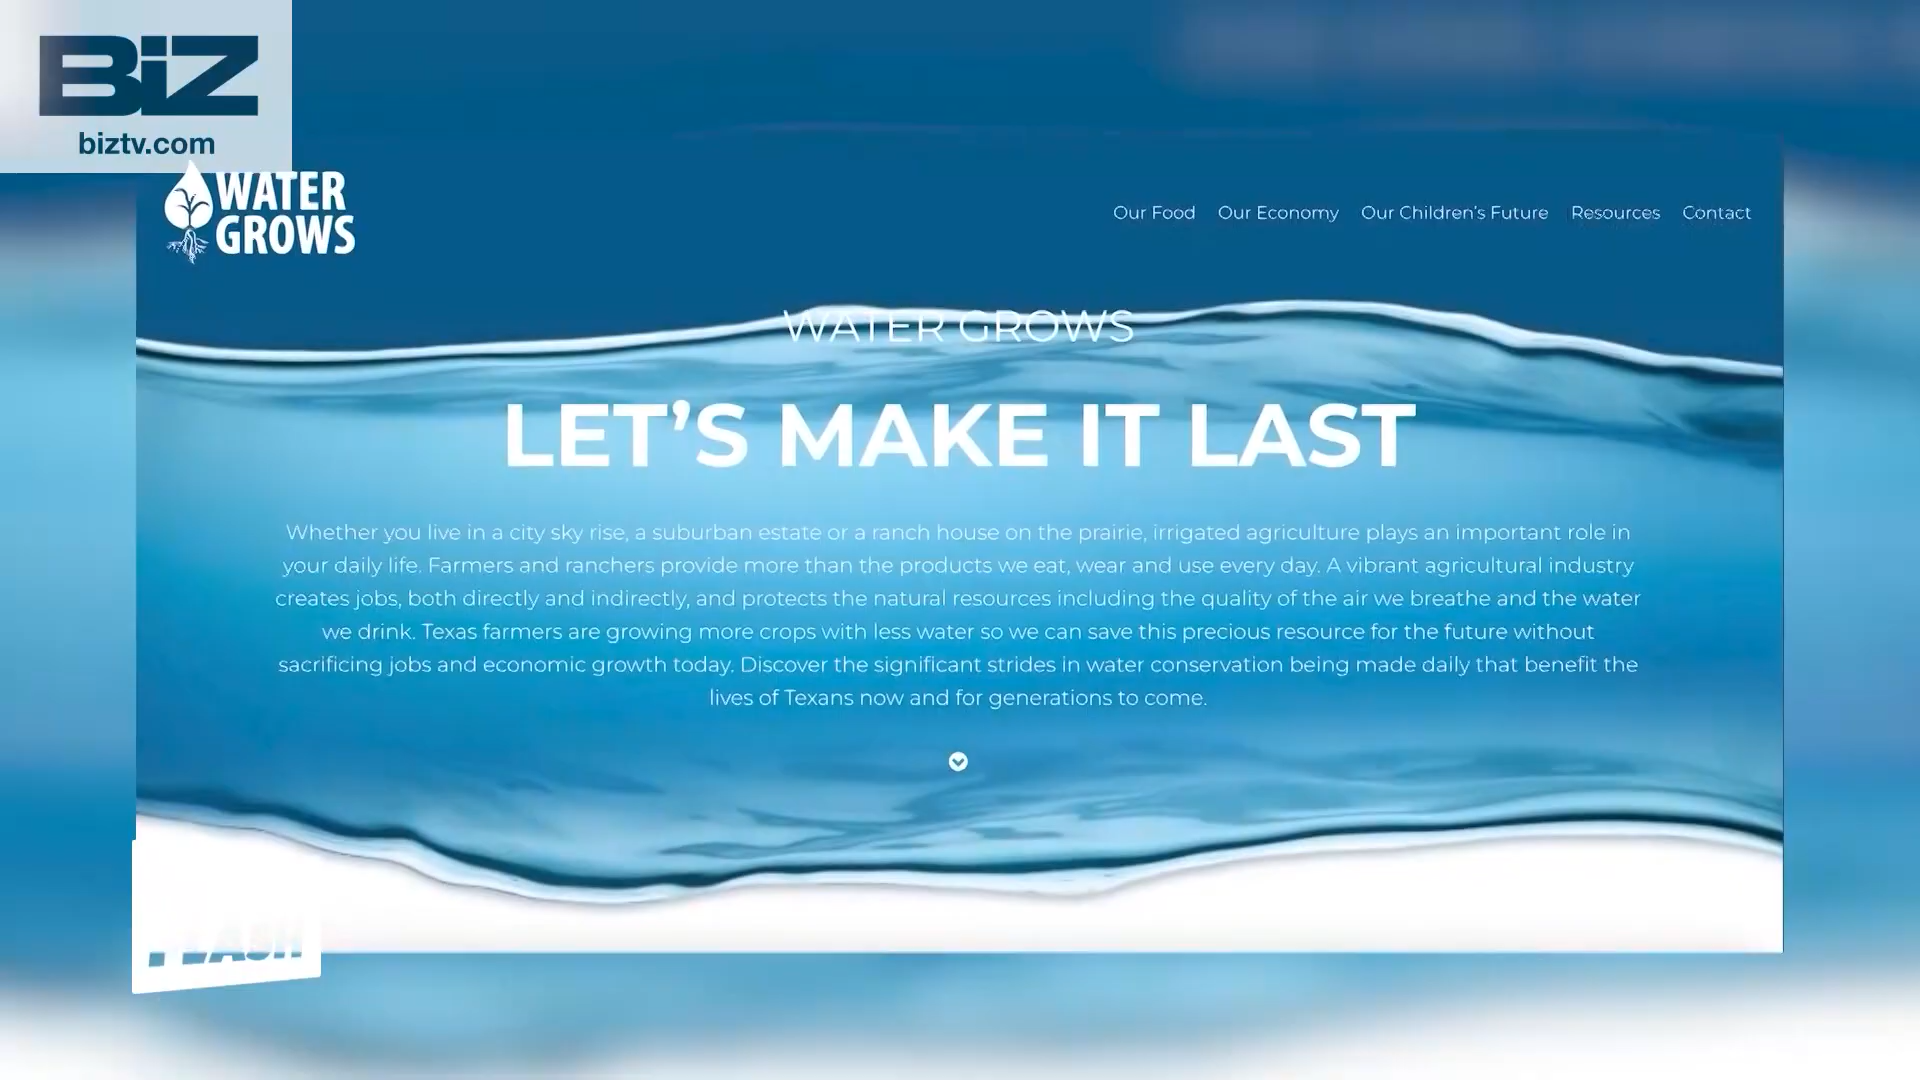 BiZ
biztv.com
WATER
GROWS
Our Food Our Economy Our Children's Future Resources Contact
WATER GROWS
LET'S MAKE IT LAST
Whether you live in a city sky rise, a suburban estate or a ranch house on the prairie, irrigated agriculture plays an important role in
your daily life. Farmers and ranchers provide more than the products we eat, wear and use every day. A vibrant agricultural industry
creates jobs, both directly and indirectly, and protects the natural resources including the quality of the air we breathe and the water
we drink. Texas farmers are growing more crops with less water so we can save this precious resource for the future without
sacrificing jobs and economic growth today. Discover the significant strides in water conservation being made daily that benefit the
lives of Texans now and for generations to come.